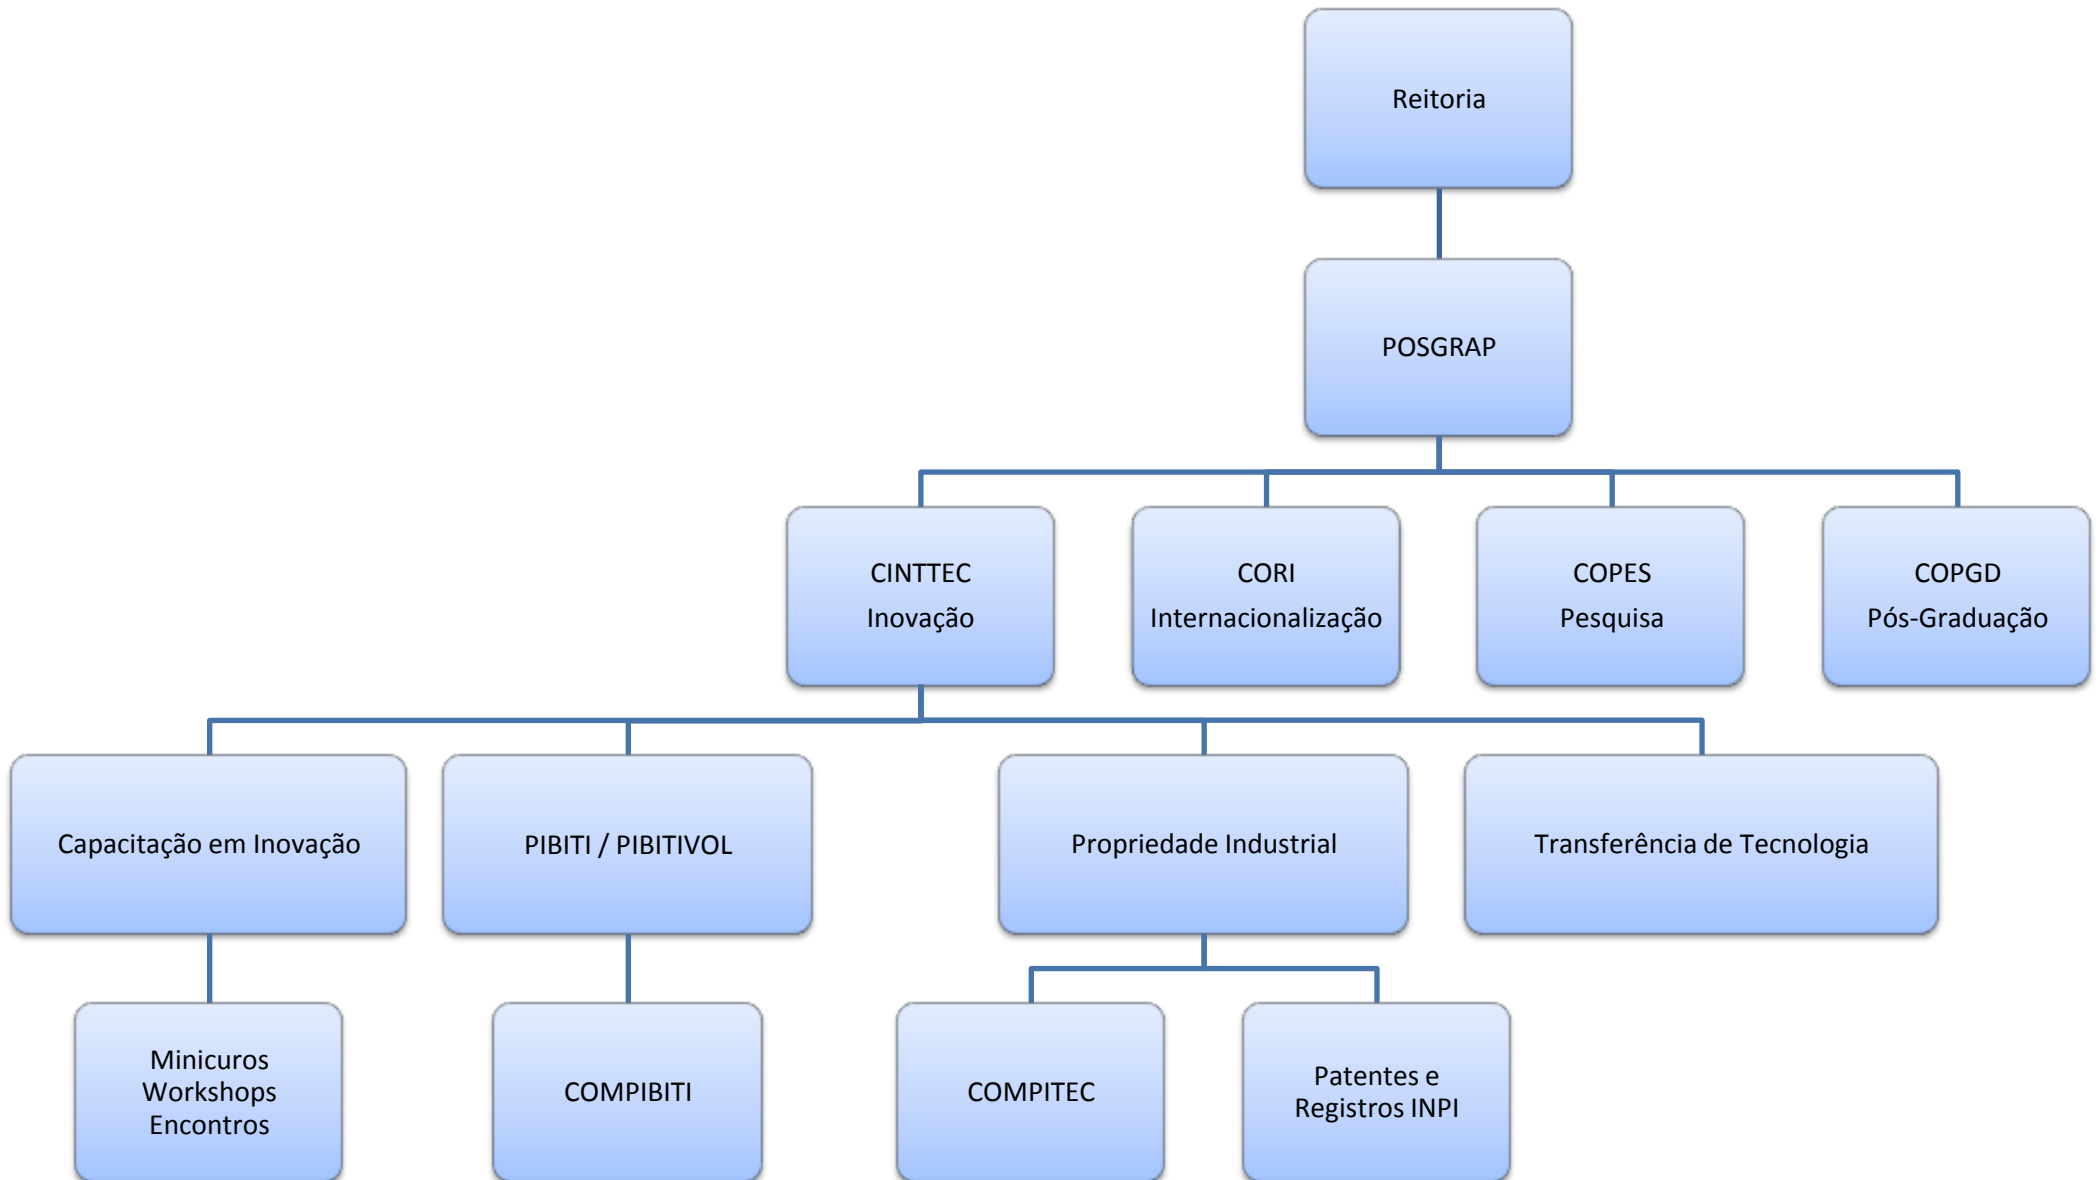 Reitoria
POSGRAP
CINTTEC
Inovação
CORI
Internacionalização
COPES
Pesquisa
COPGD
Pós-Graduação
Capacitação em Inovação
PIBITI / PIBITIVOL
Propriedade Industrial
Transferência de Tecnologia
Minicuros
Workshops
Encontros
COMPIBITI
COMPITEC
Patentes e
Registros INPI